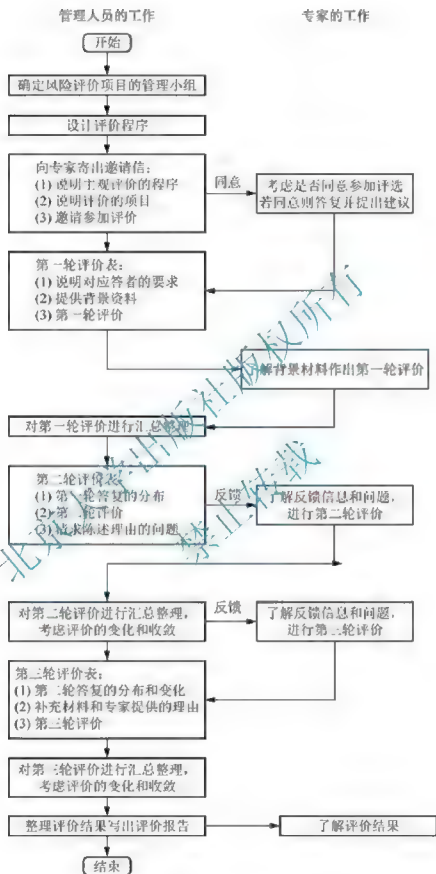 管理人员的工作
专家的工作
开始
确定风险评价项目的管理小组
设计评价程序
向专家寄出邀请信：
(1) 说明主观评价的程序
(2) 说明评价的项目
(3) 邀请参加评价
同意
考虑是否同意参加评选
若同意则答复并提出建议
第一轮评价表：
(1) 说明对应答者的要求
(2) 提供背景资料
(3) 第一轮评价
了解背景材料作出第一轮评价
对第一轮评价进行汇总整理
第二轮评价表：
(1) 第一轮答复的分布
(2) 第二轮评价
(3) 请求陈述理由的问题
反馈
了解反馈信息和问题，
进行第二轮评价
对第二轮评价进行汇总整理，
考虑评价的变化和收敛
反馈
了解反馈信息和问题，
进行第三轮评价
第三轮评价表：
(1) 第二轮答复的分布和变化
(2) 补充材料和专家提供的理由
(3) 第三轮评价
对第三轮评价进行汇总整理，
考虑评价的变化和收敛
整理评价结果写出评价报告
了解评价结果
结束
北京大学出版社版权所有
禁止转载